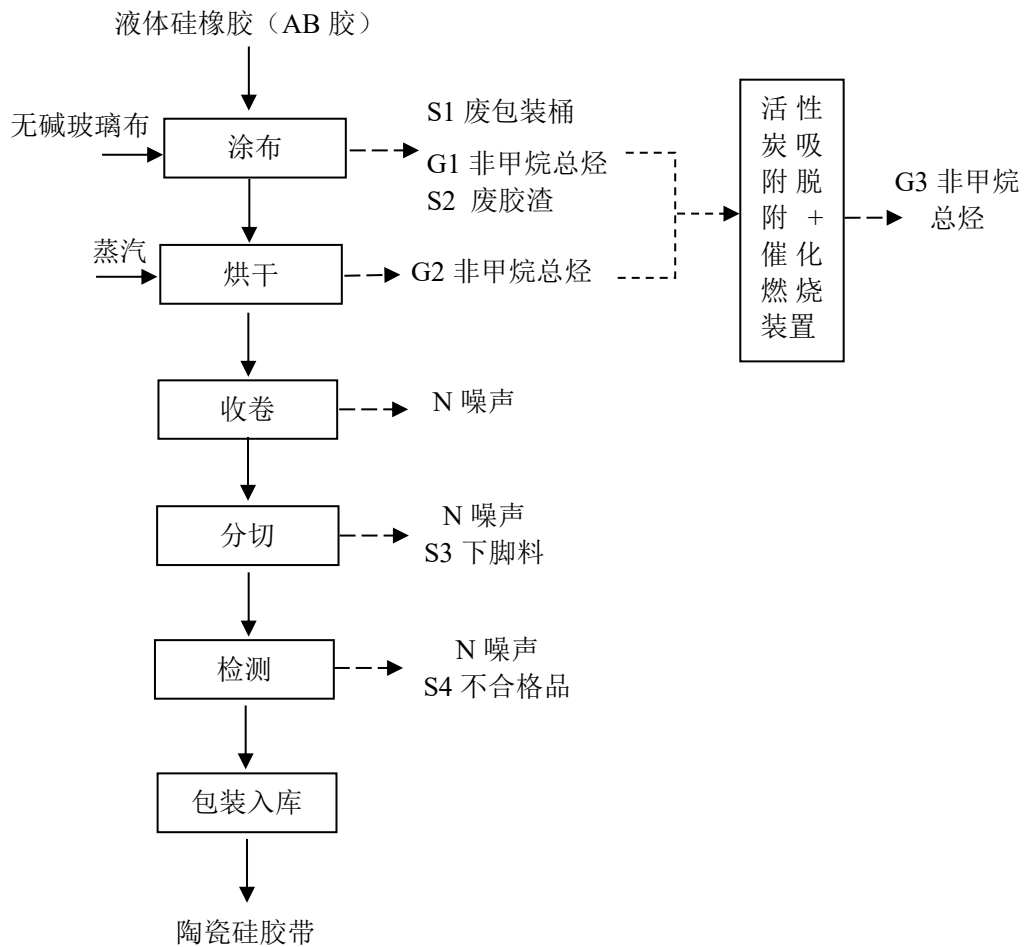 液体硅橡胶（AB 胶）
无碱玻璃布
涂布
S1 废包装桶
G1 非甲烷总烃
S2 废胶渣
活性
炭吸
附脱
附 +
催化
燃烧
装置
G3 非甲烷
总烃
蒸汽
烘干
G2 非甲烷总烃
收卷
N 噪声
分切
N 噪声
S3 下脚料
检测
N 噪声
S4 不合格品
包装入库
陶瓷硅胶带